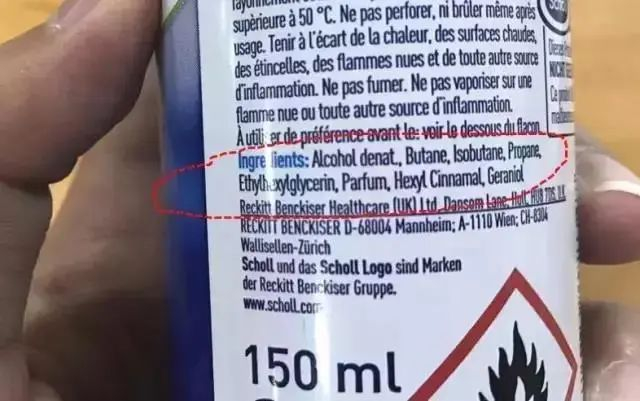 supérieure à 50 °C. Ne pas perforer, ni brûler même après
usage. Tenir à l'écart de la chaleur, des surfaces chaudes,
des étincelles, des flammes nues et de toute autre source
d'inflammation. Ne pas fumer. Ne pas vaporiser sur une
flamme nue ou toute autre source d'inflammation.
À utiliser de préférence avant le: voir le dessous du flacon.
Ingredients: Alcohol denat., Butane, Isobutane, Propane,
Ethylhexylglycerin, Parfum, Hexyl Cinnamal, Geraniol
Reckitt Benckiser Healthcare (UK) Ltd, Dansom Lane, Hull, HU8 7DS, U.K.
RECKITT BENCKISER D-68004 Mannheim; A-1110 Wien; CH-8304
Wallisellen-Zürich
Scholl und das Scholl Logo sind Marken
der Reckitt Benckiser Gruppe.
www.scholl.com
150 ml